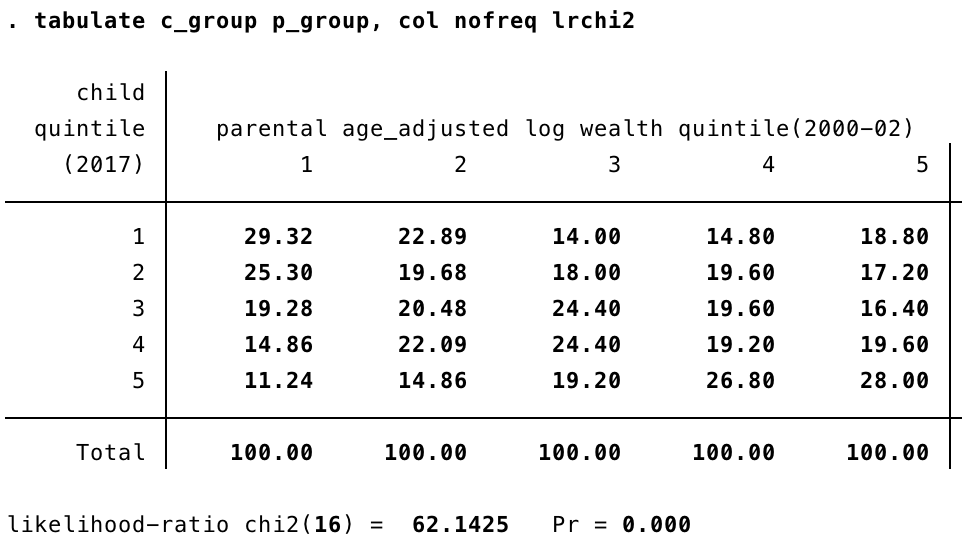 . tabulate c_group p_group, col nofreq lrchi2
child
quintile parental age_adjusted log wealth quintile(2000-02)
(2017) 1 2 3 4 5
1 29.32 22.89 14.00 14.80 18.80
2 25.30 19.68 18.00 19.60 17.20
3 19.28 20.48 24.40 19.60 16.40
4 14.86 22.09 24.40 19.20 19.60
5 11.24 14.86 19.20 26.80 28.00
Total 100.00 100.00 100.00 100.00 100.00
likelihood-ratio chi2(16) = 62.1425 Pr = 0.000